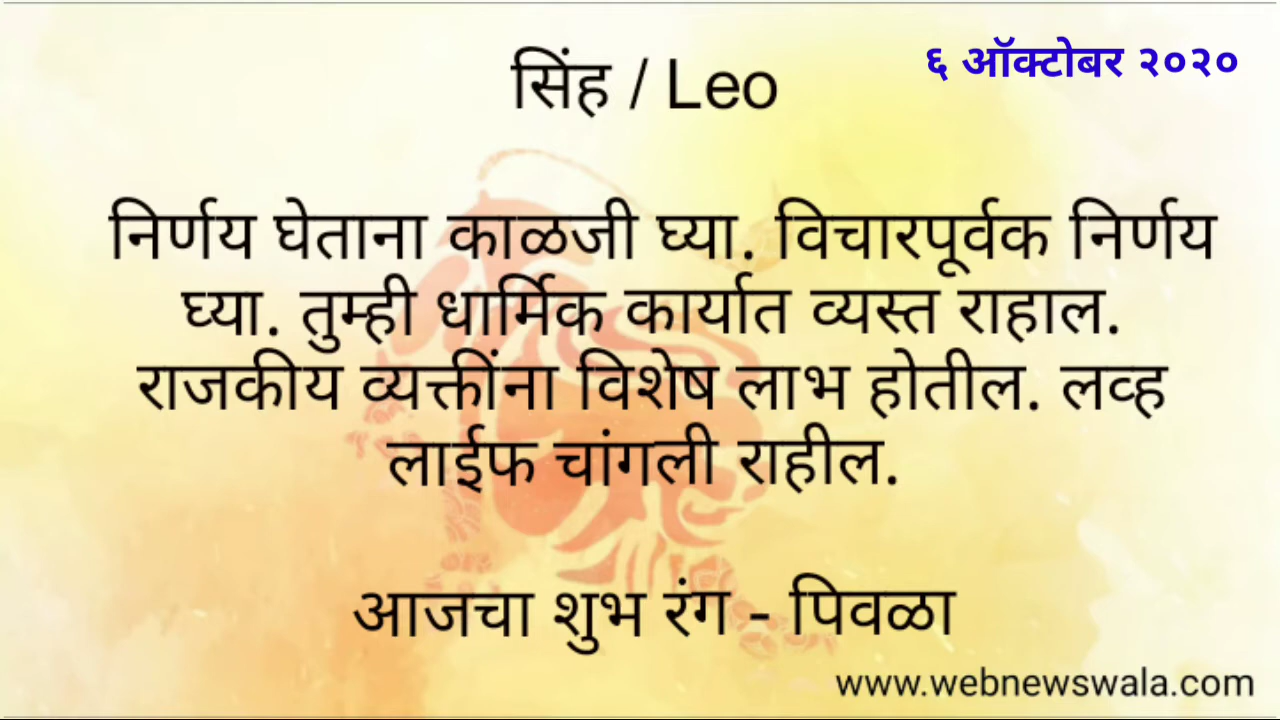 सिंह / Leo
६ ऑक्टोबर २०२०
निर्णय घेताना काळजी घ्या. विचारपूर्वक निर्णय
घ्या. तुम्ही धार्मिक कार्यात व्यस्त राहाल.
राजकीय व्यक्तींना विशेष लाभ होतील. लव्ह
लाईफ चांगली राहील.
आजचा शुभ रंग - पिवळा
www.webnewswala.com